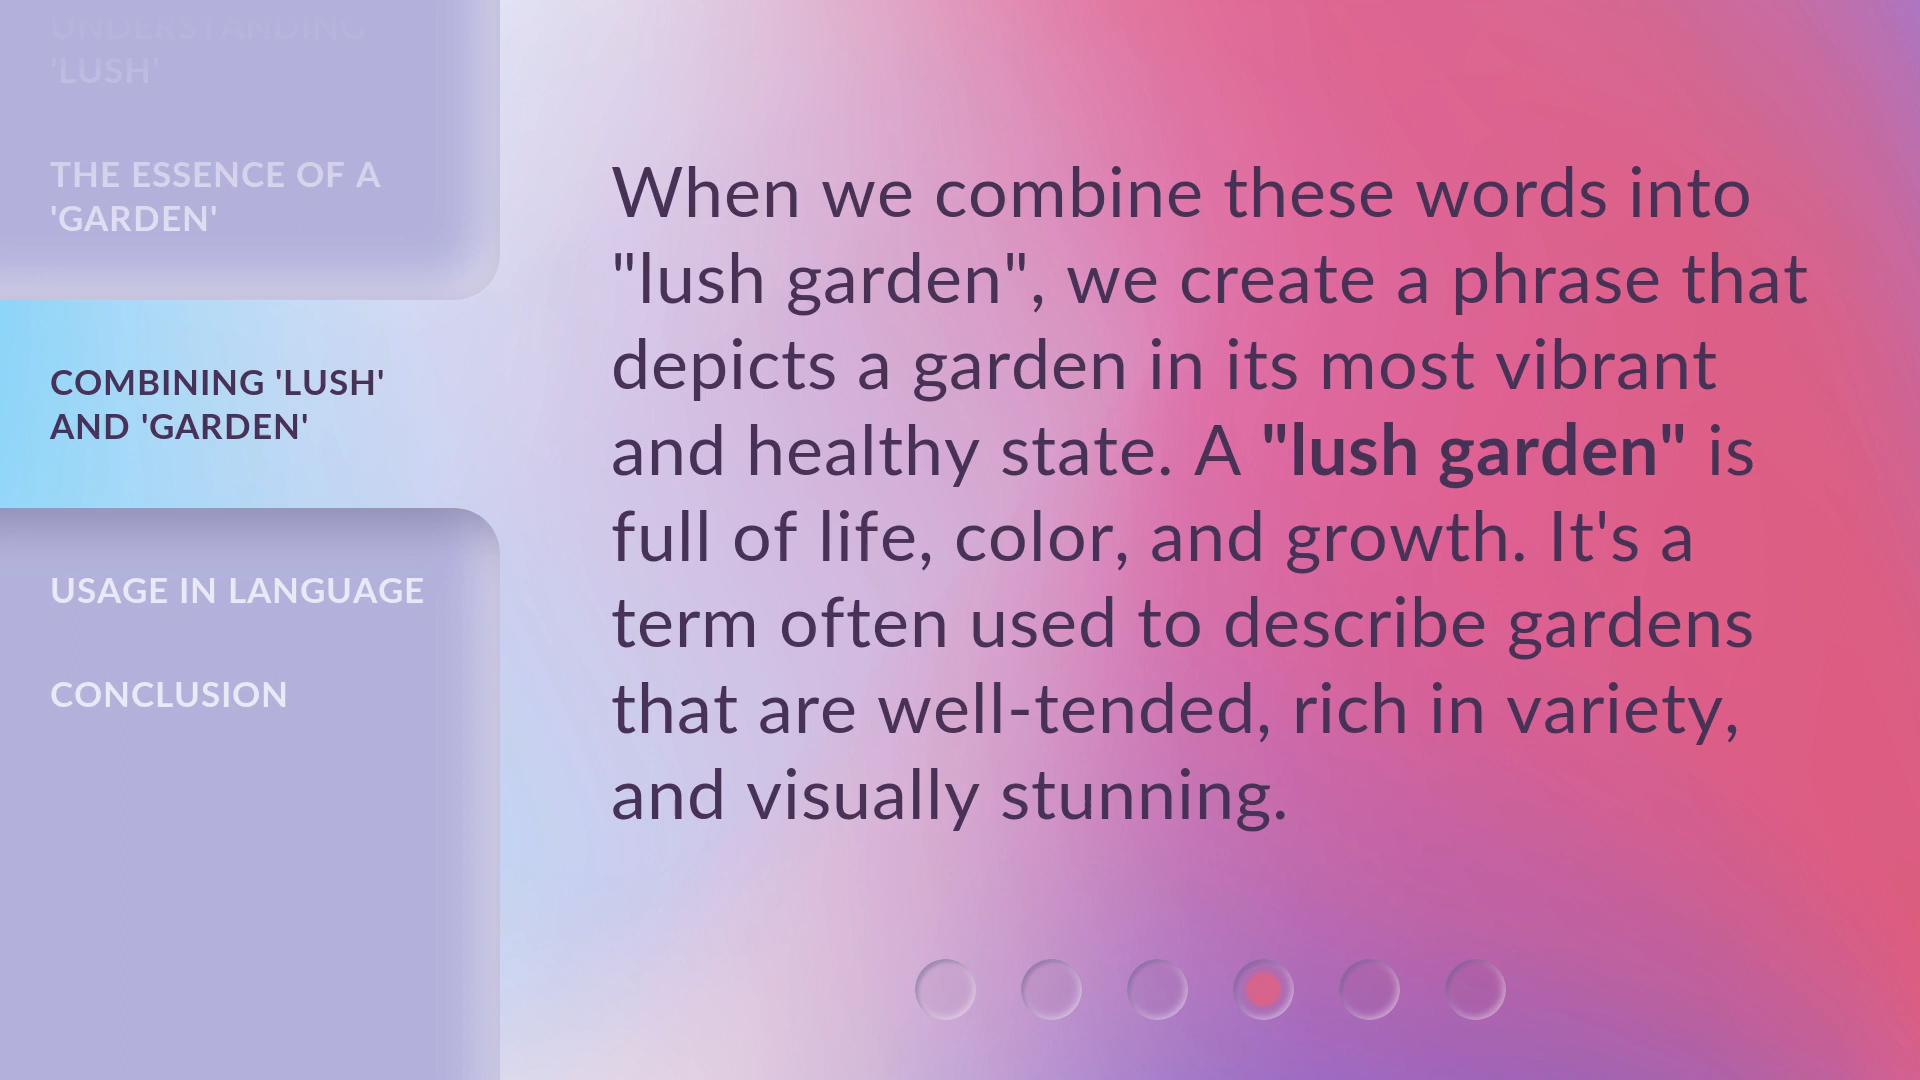 UNDERSTANDING
'LUSH'
THE ESSENCE OF A
'GARDEN'
COMBINING 'LUSH'
AND 'GARDEN'
USAGE IN LANGUAGE
CONCLUSION
When we combine these words into
"lush garden", we create a phrase that
depicts a garden in its most vibrant
and healthy state. A "lush garden" is
full of life, color, and growth. It's a
term often used to describe gardens
that are well-tended, rich in variety,
and visually stunning.